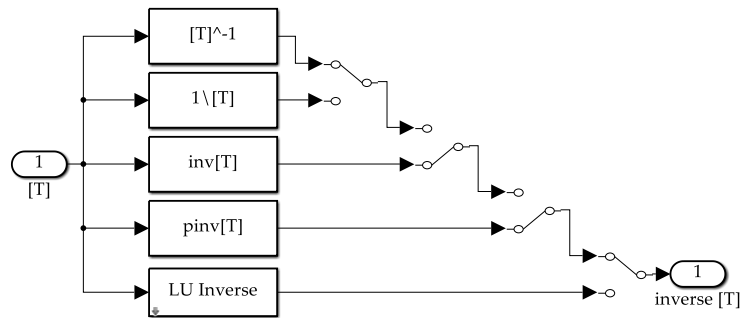 [T]^-1
1\[T]
1
[T]
inv[T]
pinv[T]
LU Inverse
1
inverse [T]